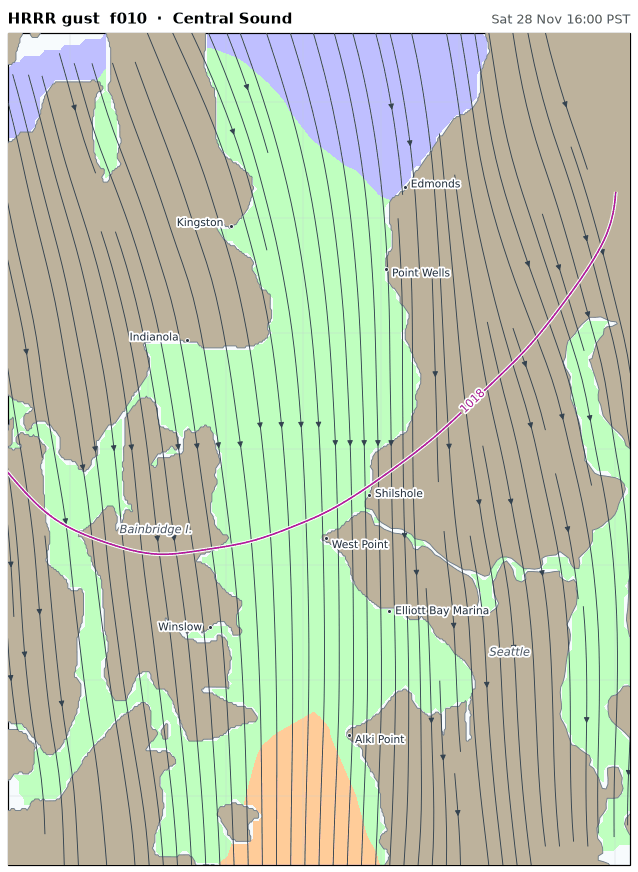 HRRR gust f010 · Central Sound
Sat 28 Nov 16:00 PST
Edmonds
Kingston
Point Wells
Indianola
1018
Shilshole
Bainbridge I.
West Point
Elliott Bay Marina
Winslow
Seattle
Alki Point